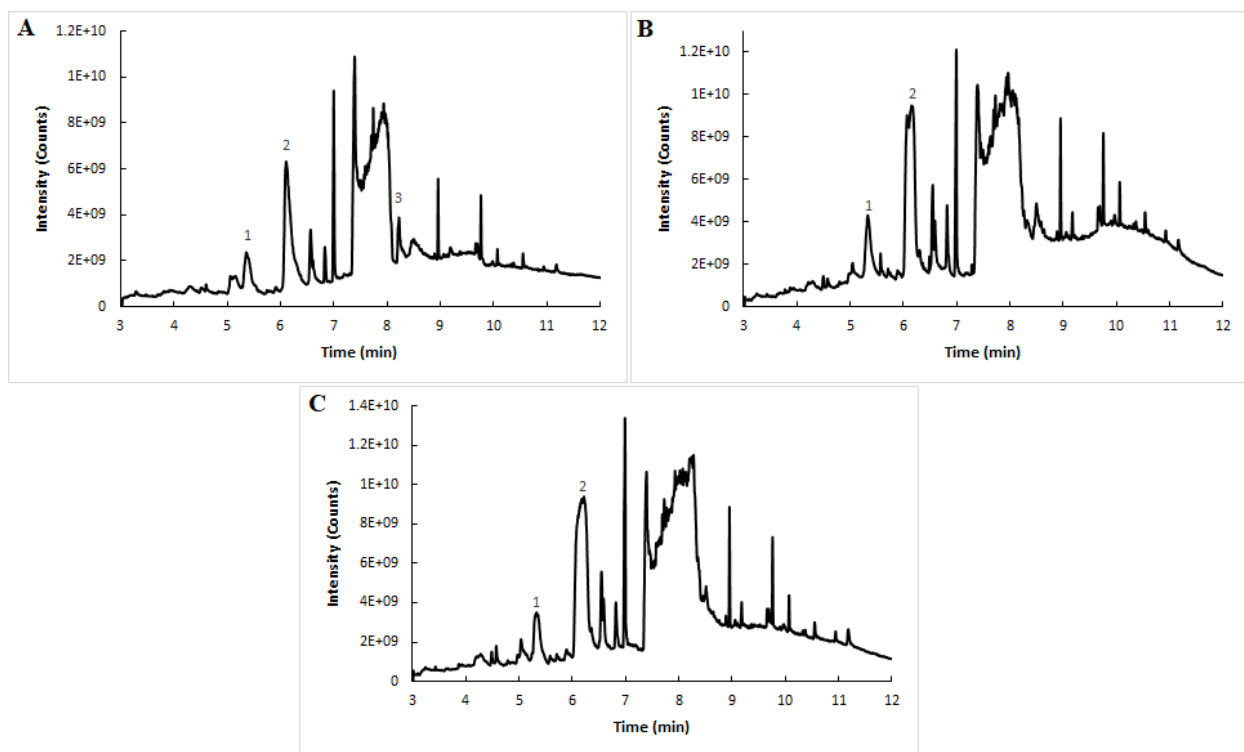 A
Intensity (Counts)
1.2E+10
1E+10
8E+09
6E+09
4E+09
2E+09
0
1
2
3
3 4 5 6 7 8 9 10 11 12
Time (min)
B
Intensity (Counts)
1.2E+10
1E+10
8E+09
6E+09
4E+09
2E+09
0
1
2
3 4 5 6 7 8 9 10 11 12
Time (min)
C
Intensity (Counts)
1.4E+10
1.2E+10
1E+10
8E+09
6E+09
4E+09
2E+09
0
1
2
3 4 5 6 7 8 9 10 11 12
Time (min)